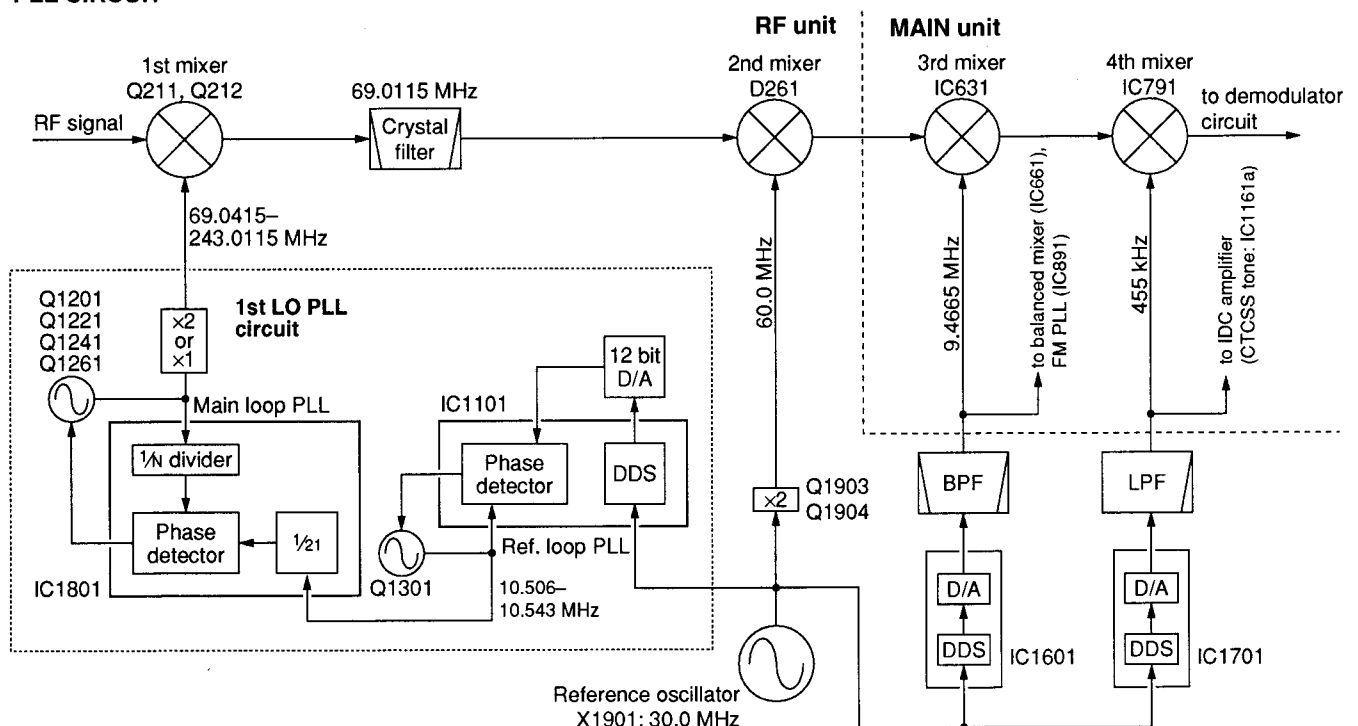 PLL CIRCUIT
RF unit
MAIN unit
1st mixer
Q211, Q212
69.0115 MHz
2nd mixer
D261
3rd mixer
IC631
4th mixer
IC791
to demodulator
circuit
RF signal
Crystal
filter
69.0415–
243.0115 MHz
60.0 MHz
9.4665 MHz
to balanced mixer (IC661),
FM PLL (IC891)
455 kHz
to IDC amplifier
(CTCSS tone: IC1161a)
Q1201
Q1221
Q1241
Q1261
×2
or
×1
1st LO PLL
circuit
12 bit
D/A
Main loop PLL
IC1101
1/N divider
Phase
detector
DDS
Phase
detector
1/21
×2
Q1903
Q1904
BPF
LPF
Ref. loop PLL
IC1801
Q1301
10.506–
10.543 MHz
D/A
DDS
IC1601
D/A
DDS
IC1701
Reference oscillator
X1901: 30.0 MHz